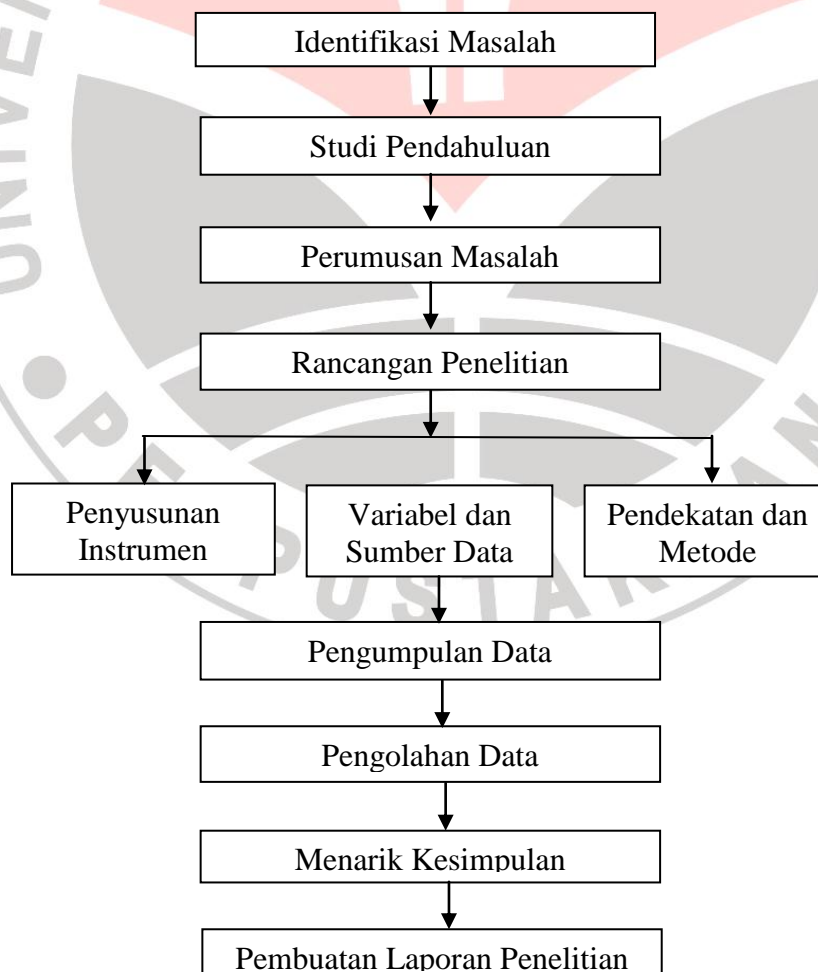 Identifikasi Masalah
Studi Pendahuluan
Perumusan Masalah
Rancangan Penelitian
Penyusunan
Instrumen
Variabel dan
Sumber Data
Pendekatan dan
Metode
Pengumpulan Data
Pengolahan Data
Menarik Kesimpulan
Pembuatan Laporan Penelitian